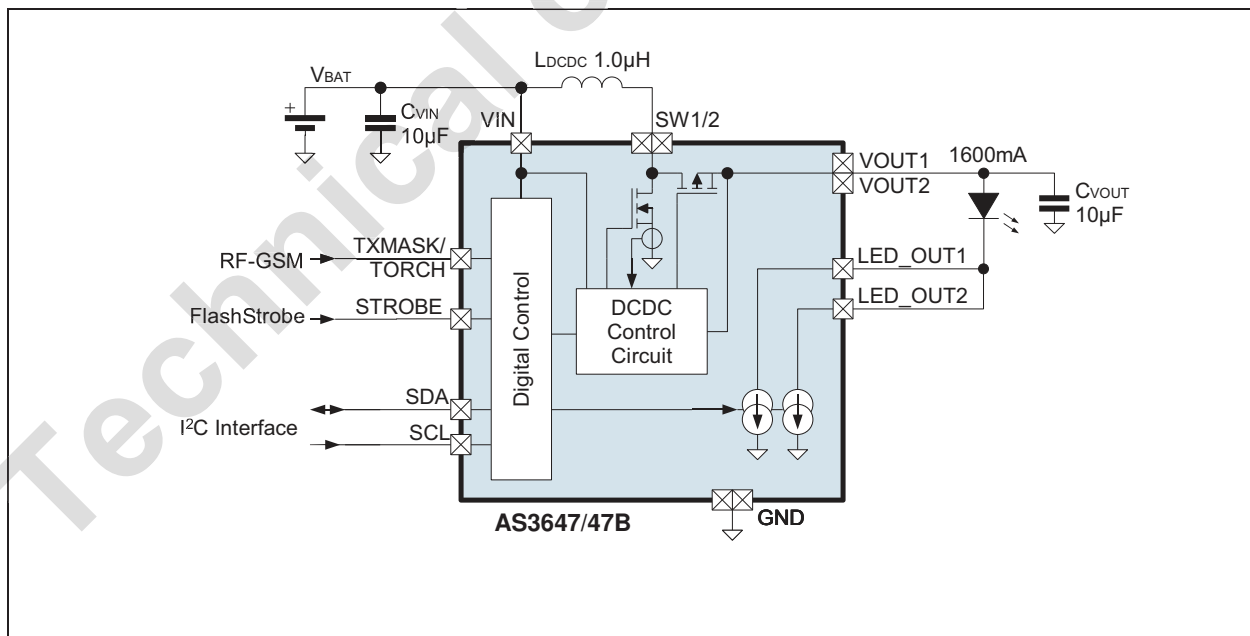 LDCDC 1.0µH
VBAT
+
CVIN
10µF
VIN
SW1/2
VOUT1
VOUT2
1600mA
CVOUT
10µF
RF-GSM
TXMASK/
TORCH
FlashStrobe
STROBE
Digital Control
DCDC
Control
Circuit
LED_OUT1
LED_OUT2
I²C Interface
SDA
SCL
AS3647/47B
GND
Technical